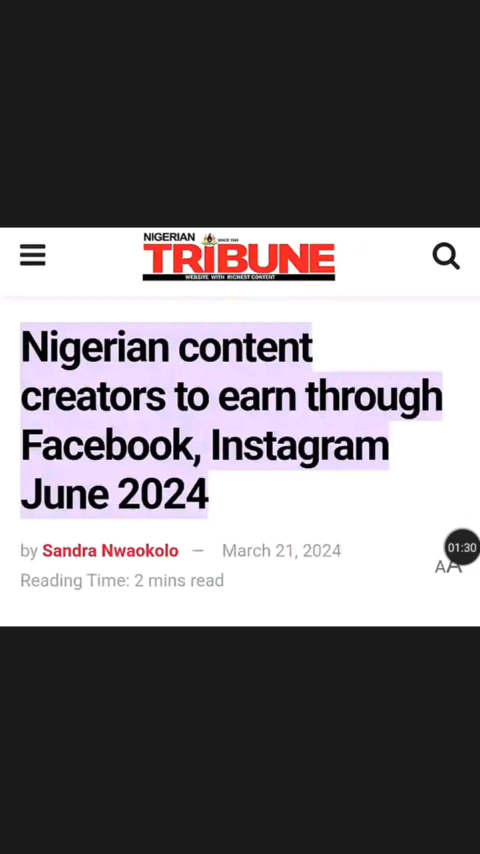 NIGERIAN
SINCE 1949
TRIBUNE
WEBSITE WITH RICHEST CONTENT
Nigerian content
creators to earn through
Facebook, Instagram
June 2024
by Sandra Nwaokolo — March 21, 2024
01:30
Reading Time: 2 mins read
AA